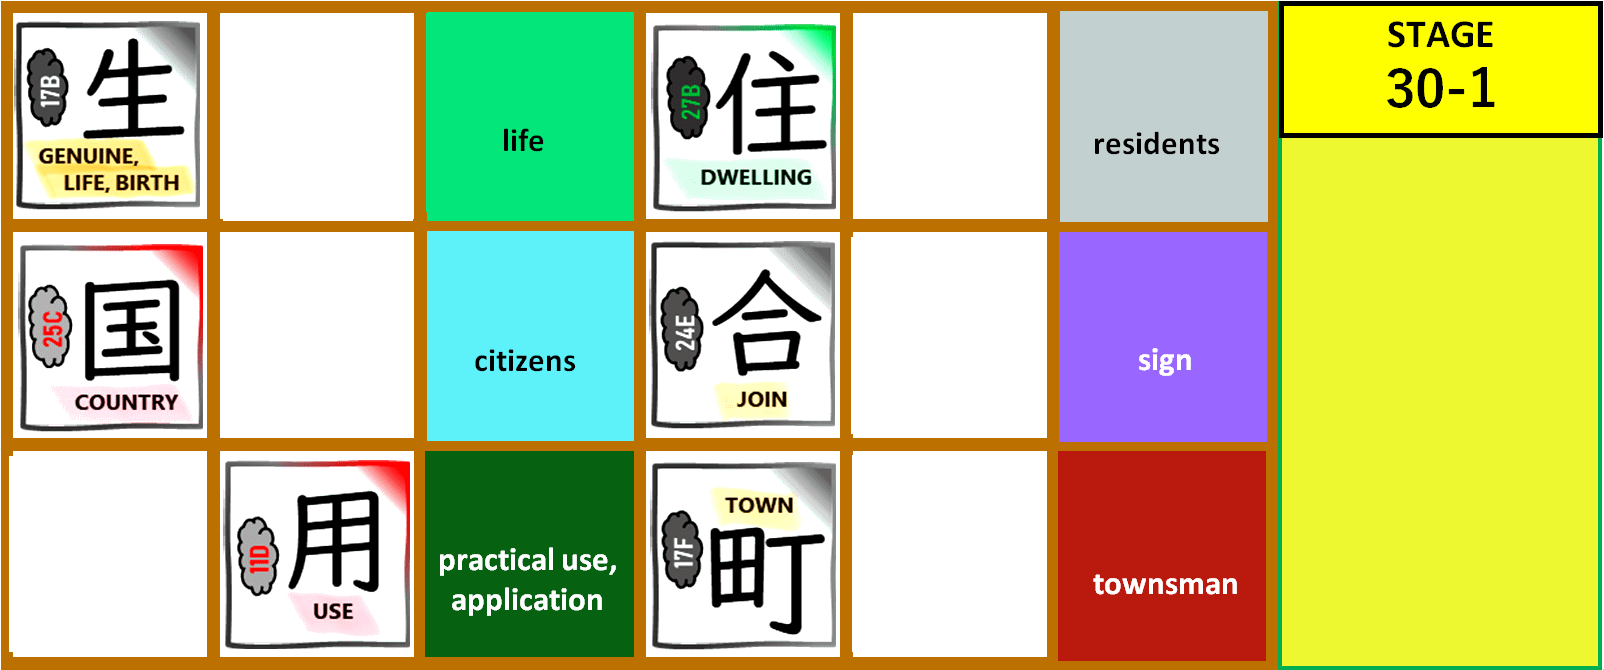 17B
生
GENUINE,
LIFE, BIRTH
life
27B
住
DWELLING
residents
STAGE
30-1
25C
国
COUNTRY
citizens
24E
合
JOIN
sign
11D
用
USE
practical use,
application
TOWN
17F
町
townsman